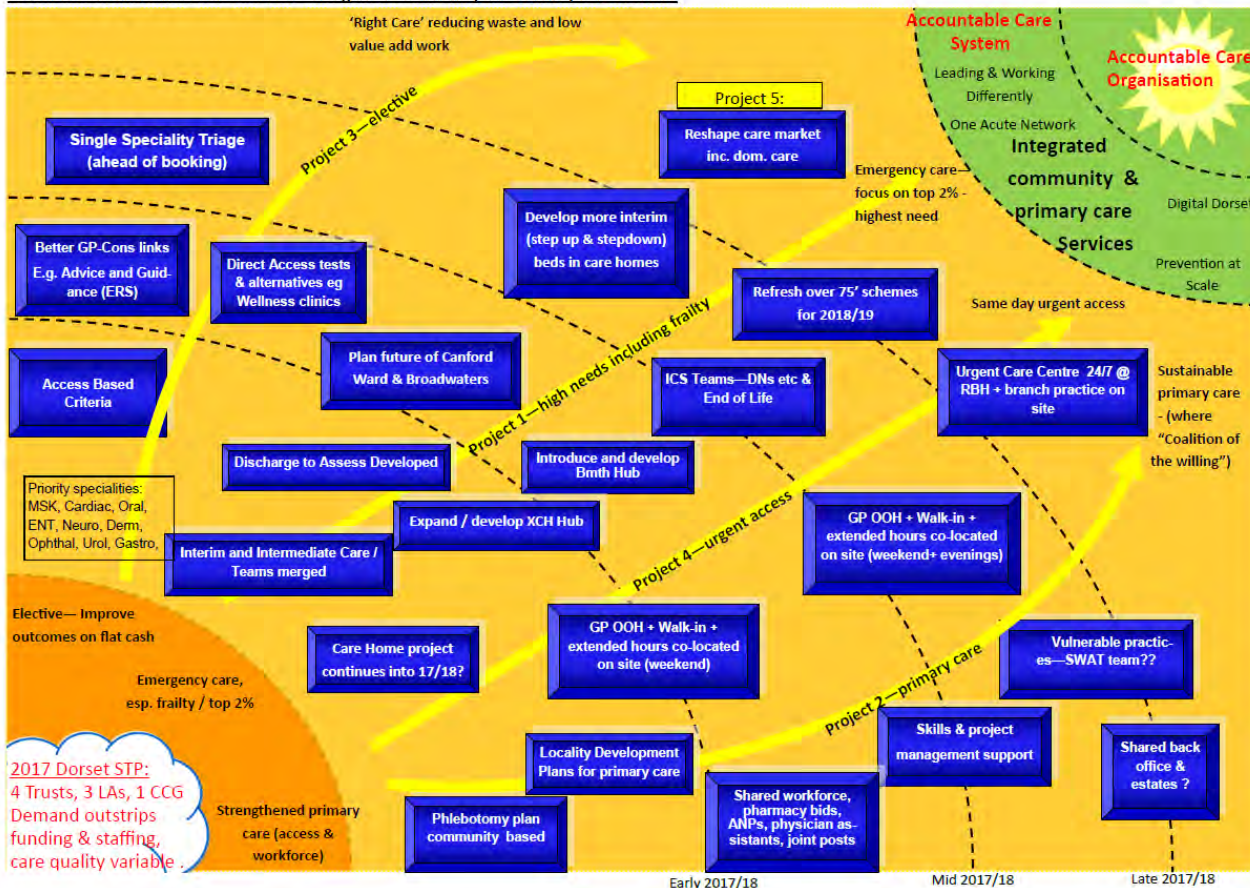 'Right Care' reducing waste and low
value add work
Accountable Care
System
Leading & Working
Differently
One Acute Network
Integrated
community &
primary care
Services
Accountable Care
Organisation
Digital Dorset
Prevention at
Scale
Project 5:
Reshape care market
inc. dom. care
Single Speciality Triage
(ahead of booking)
Project 3—elective
Emergency care—
focus on top 2% -
highest need
Develop more interim
(step up & stepdown)
beds in care homes
Better GP-Cons links
E.g. Advice and Guid-
ance (ERS)
Direct Access tests
& alternatives eg
Wellness clinics
Refresh over 75' schemes
for 2018/19
Same day urgent access
Access Based
Criteria
Plan future of Canford
Ward & Broadwaters
Project 1—high needs including frailty
ICS Teams—DNs etc &
End of Life
Urgent Care Centre 24/7 @
RBH + branch practice on
site
Sustainable
primary care
- (where
"Coalition of
the willing")
Discharge to Assess Developed
Introduce and develop
Bmth Hub
Priority specialities:
MSK, Cardiac, Oral,
ENT, Neuro, Derm,
Ophthal, Urol, Gastro,
Expand / develop XCH Hub
Interim and Intermediate Care /
Teams merged
Project 4—urgent access
GP OOH + Walk-in +
extended hours co-located
on site (weekend+ evenings)
Elective— Improve
outcomes on flat cash
Care Home project
continues into 17/18?
GP OOH + Walk-in +
extended hours co-located
on site (weekend)
Vulnerable practic-
es—SWAT team??
Emergency care,
esp. frailty / top 2%
Project 2—primary care
2017 Dorset STP:
4 Trusts, 3 LAs, 1 CCG
Demand outstrips
funding & staffing,
care quality variable .
Strengthened primary
care (access &
workforce)
Locality Development
Plans for primary care
Skills & project
management support
Shared back
office &
estates ?
Phlebotomy plan
community based
Shared workforce,
pharmacy bids,
ANPs, physician as-
sistants, joint posts
Early 2017/18
Mid 2017/18
Late 2017/18